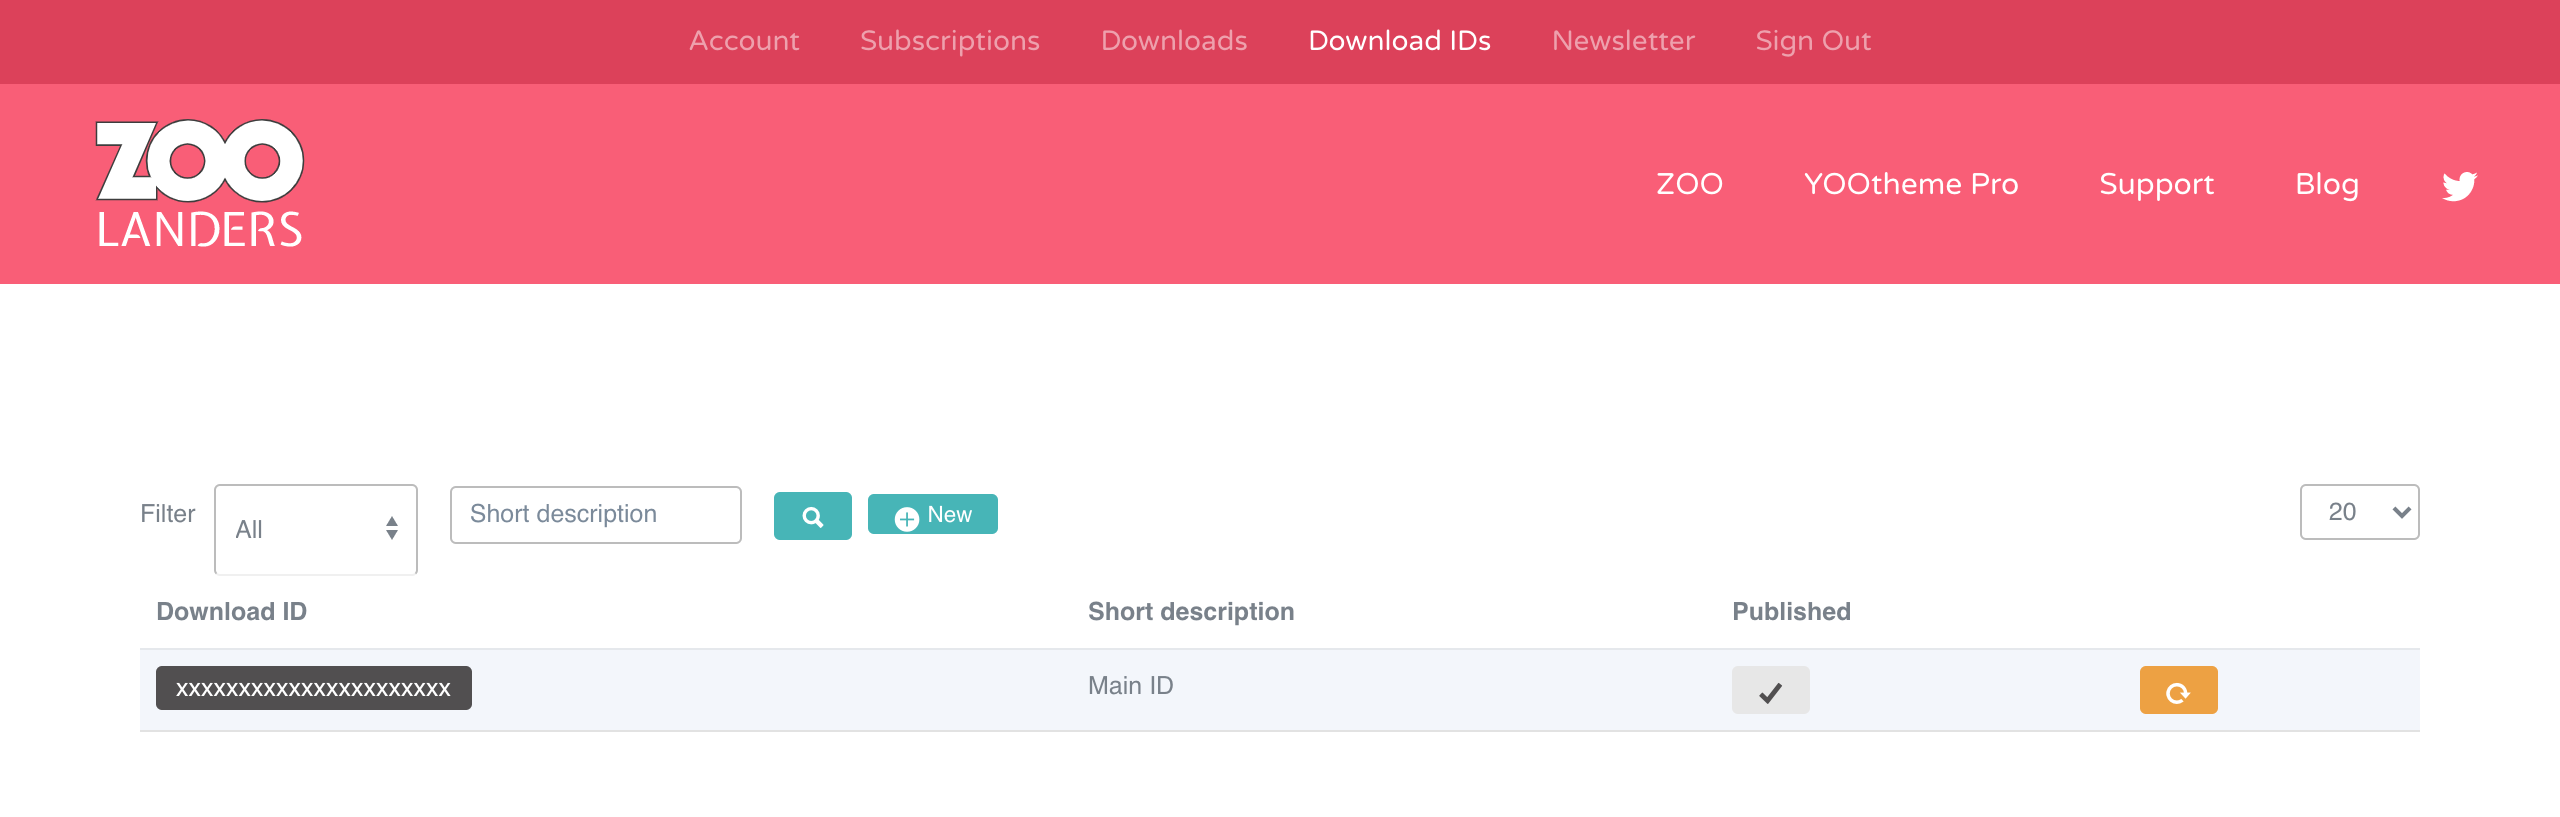 Account Subscriptions Downloads Download IDs Newsletter Sign Out
ZOO
LANDERS
ZOO YOOtheme Pro Support Blog
Filter All Short description New 20
Download ID Short description Published
xxxxxxxxxxxxxxxxxxxxxx Main ID